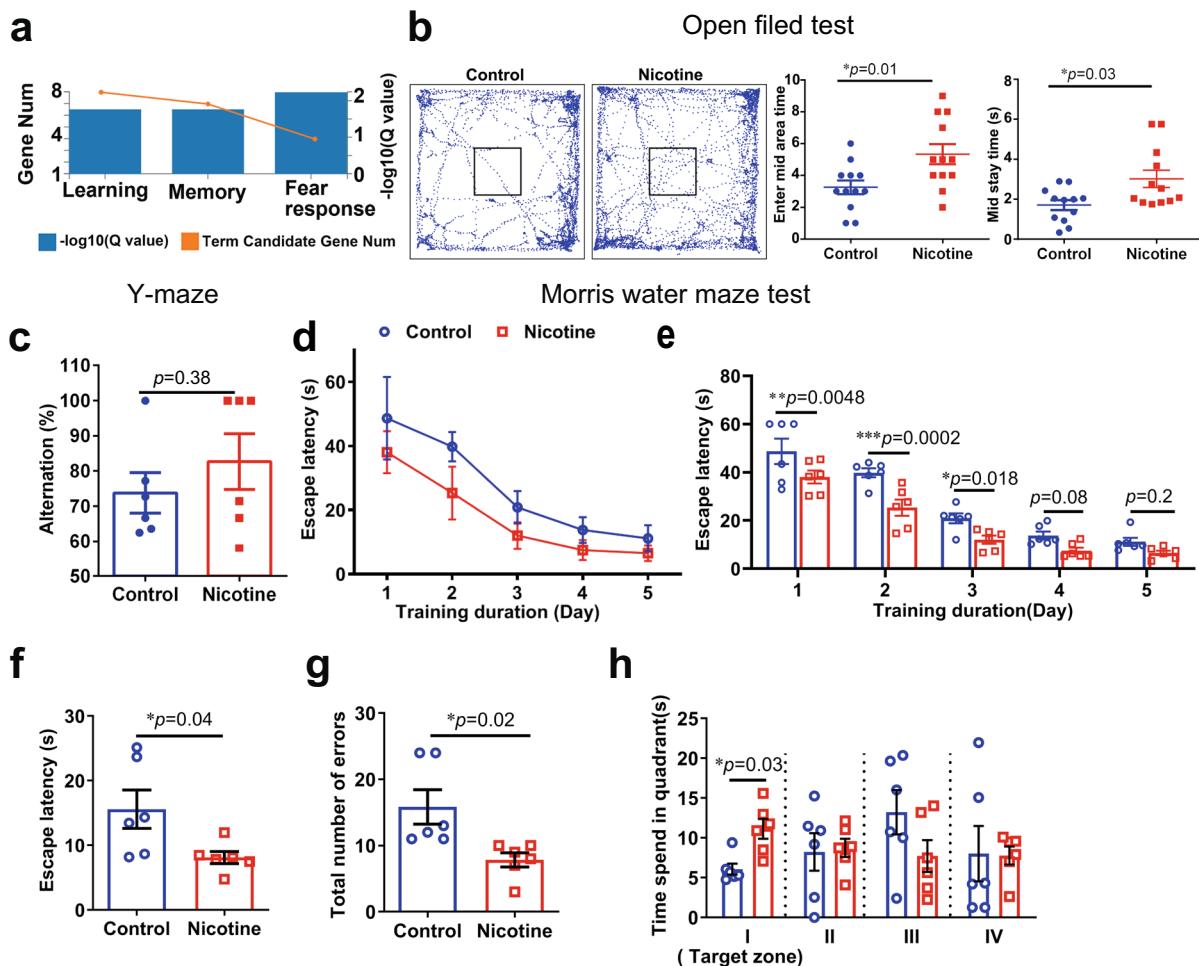 a
Gene Num
8
4
1
2
1
0
-log10(Q value)
Learning
Memory
Fear
response
-log10(Q value)
Term Candidate Gene Num
b
Open filed test
Control
Nicotine
*p=0.01
Enter mid area time
10
8
6
4
2
0
Control
Nicotine
*p=0.03
Mid stay time (s)
8
6
4
2
0
Control
Nicotine
Y-maze
c
p=0.38
Alternation (%)
110
100
90
80
70
60
50
Control
Nicotine
Morris water maze test
d
Control
Nicotine
Escape latency (s)
60
40
20
0
1
2
3
4
5
Training duration (Day)
e
Escape latency (s)
80
60
40
20
0
**p=0.0048
***p=0.0002
*p=0.018
p=0.08
p=0.2
1
2
3
4
5
Training duration(Day)
f
*p=0.04
Escape latency (s)
30
20
10
0
Control
Nicotine
g
*p=0.02
Total number of errors
30
20
10
0
Control
Nicotine
h
Time spend in quadrant(s)
25
20
15
10
5
0
*p=0.03
I
II
III
IV
( Target zone)